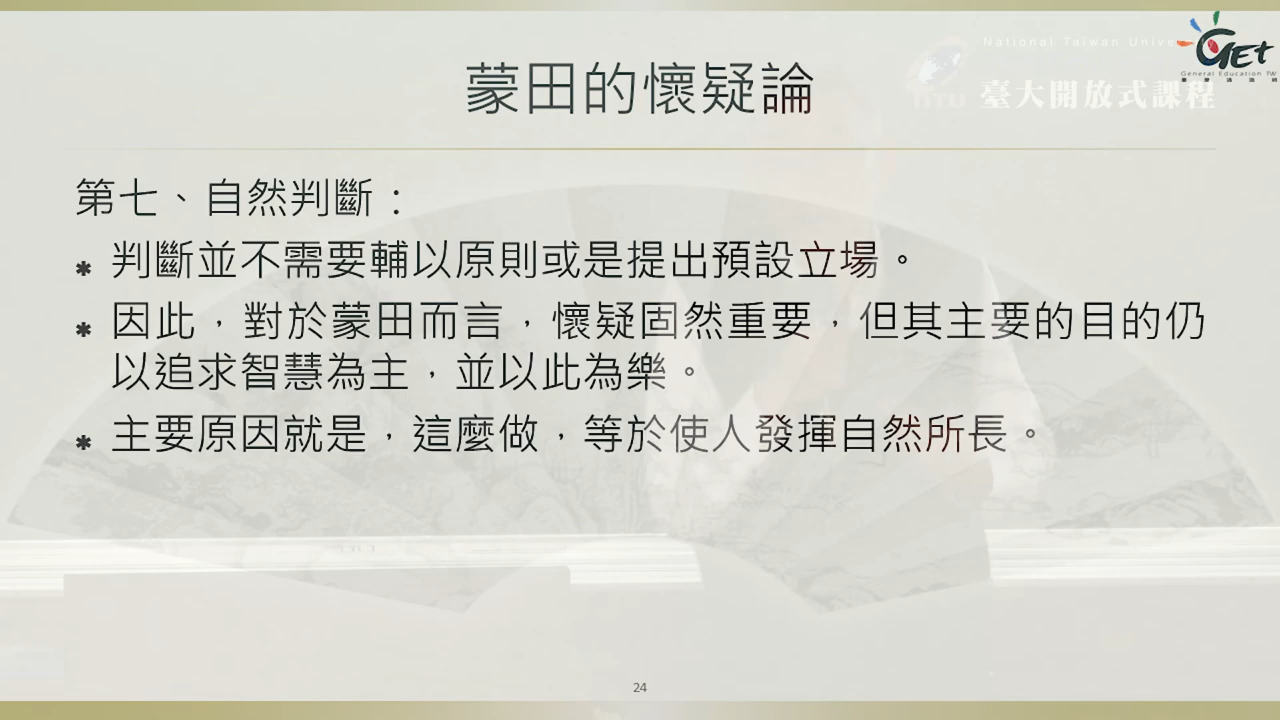 National Taiwan Unive
GEt
General Education TW
臺大開放式課程
蒙田的懷疑論
第七、自然判斷：
* 判斷並不需要輔以原則或是提出預設立場。
* 因此，對於蒙田而言，懷疑固然重要，但其主要的目的仍
以追求智慧為主，並以此為樂。
* 主要原因就是，這麼做，等於使人發揮自然所長。
24